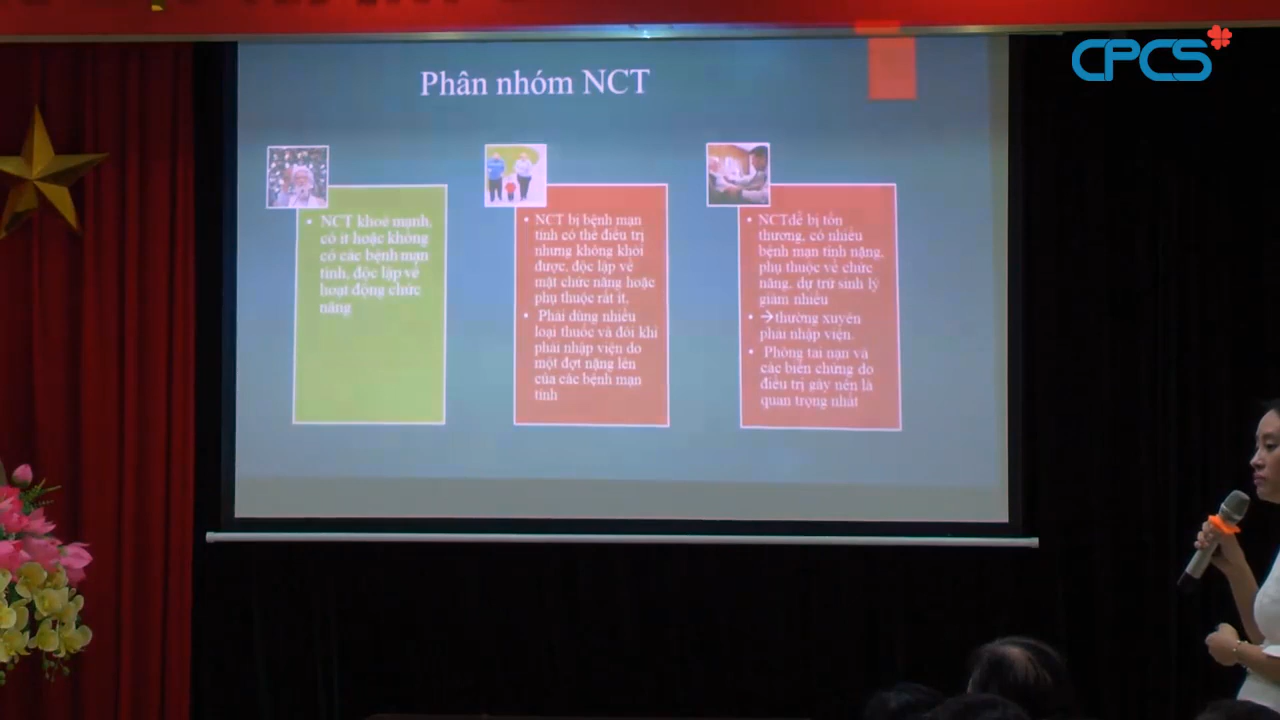 CPCS
Phân nhóm NCT
• NCT khoẻ mạnh,
có ít hoặc không
có các bệnh mạn
tính, độc lập về
hoạt động chức
năng
• NCT bị bệnh mạn
tính có thể điều trị
nhưng không khỏi
được, độc lập về
mặt chức năng hoặc
phụ thuộc rất ít.
• Phải dùng nhiều
loại thuốc và đôi khi
phải nhập viện do
một đợt nặng lên
của các bệnh mạn
tính
• NCTdễ bị tổn
thương, có nhiều
bệnh mạn tính nặng,
phụ thuộc về chức
năng, dự trữ sinh lý
giảm nhiều
• →thường xuyên
phải nhập viện.
• Phòng tai nạn và
các biến chứng do
điều trị gây nên là
quan trọng nhất